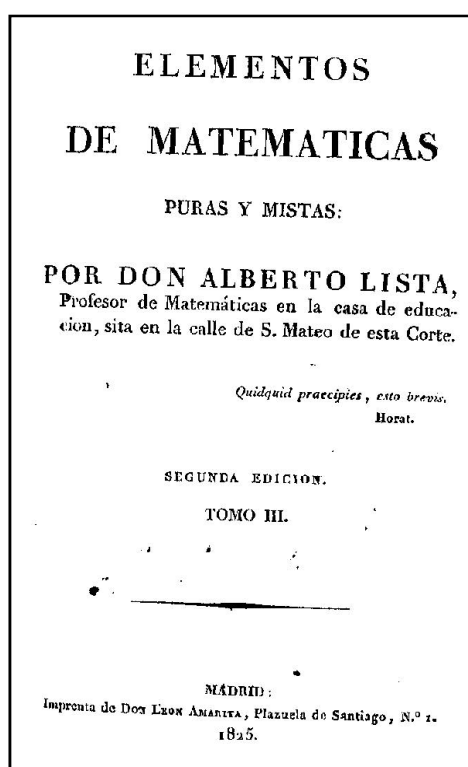 ELEMENTOS
DE MATEMATICAS
PURAS Y MISTAS:
POR DON ALBERTO LISTA,
Profesor de Matemáticas en la casa de educa-
cion, sita en la calle de S. Mateo de esta Corte.
Quidquid praecipies, esto brevis.
Horat.
SEGUNDA EDICION.
TOMO III.
MADRID:
Imprenta de Don Leon Amarita, Plazuela de Santiago, N.º 1.
1825.